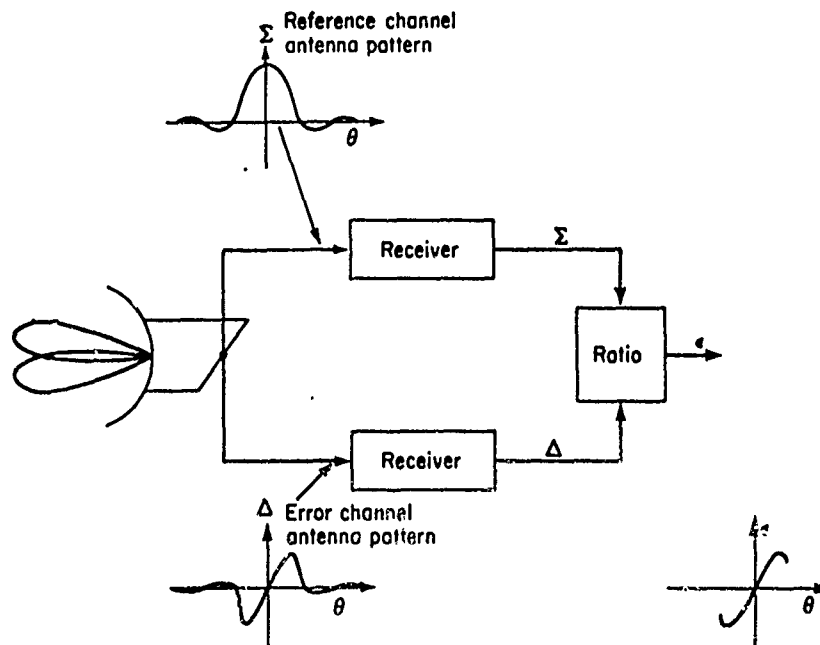 Σ Reference channel
antenna pattern
θ
Receiver
Σ
Ratio
ϵ
Receiver
Δ
Δ Error channel
antenna pattern
θ
θ